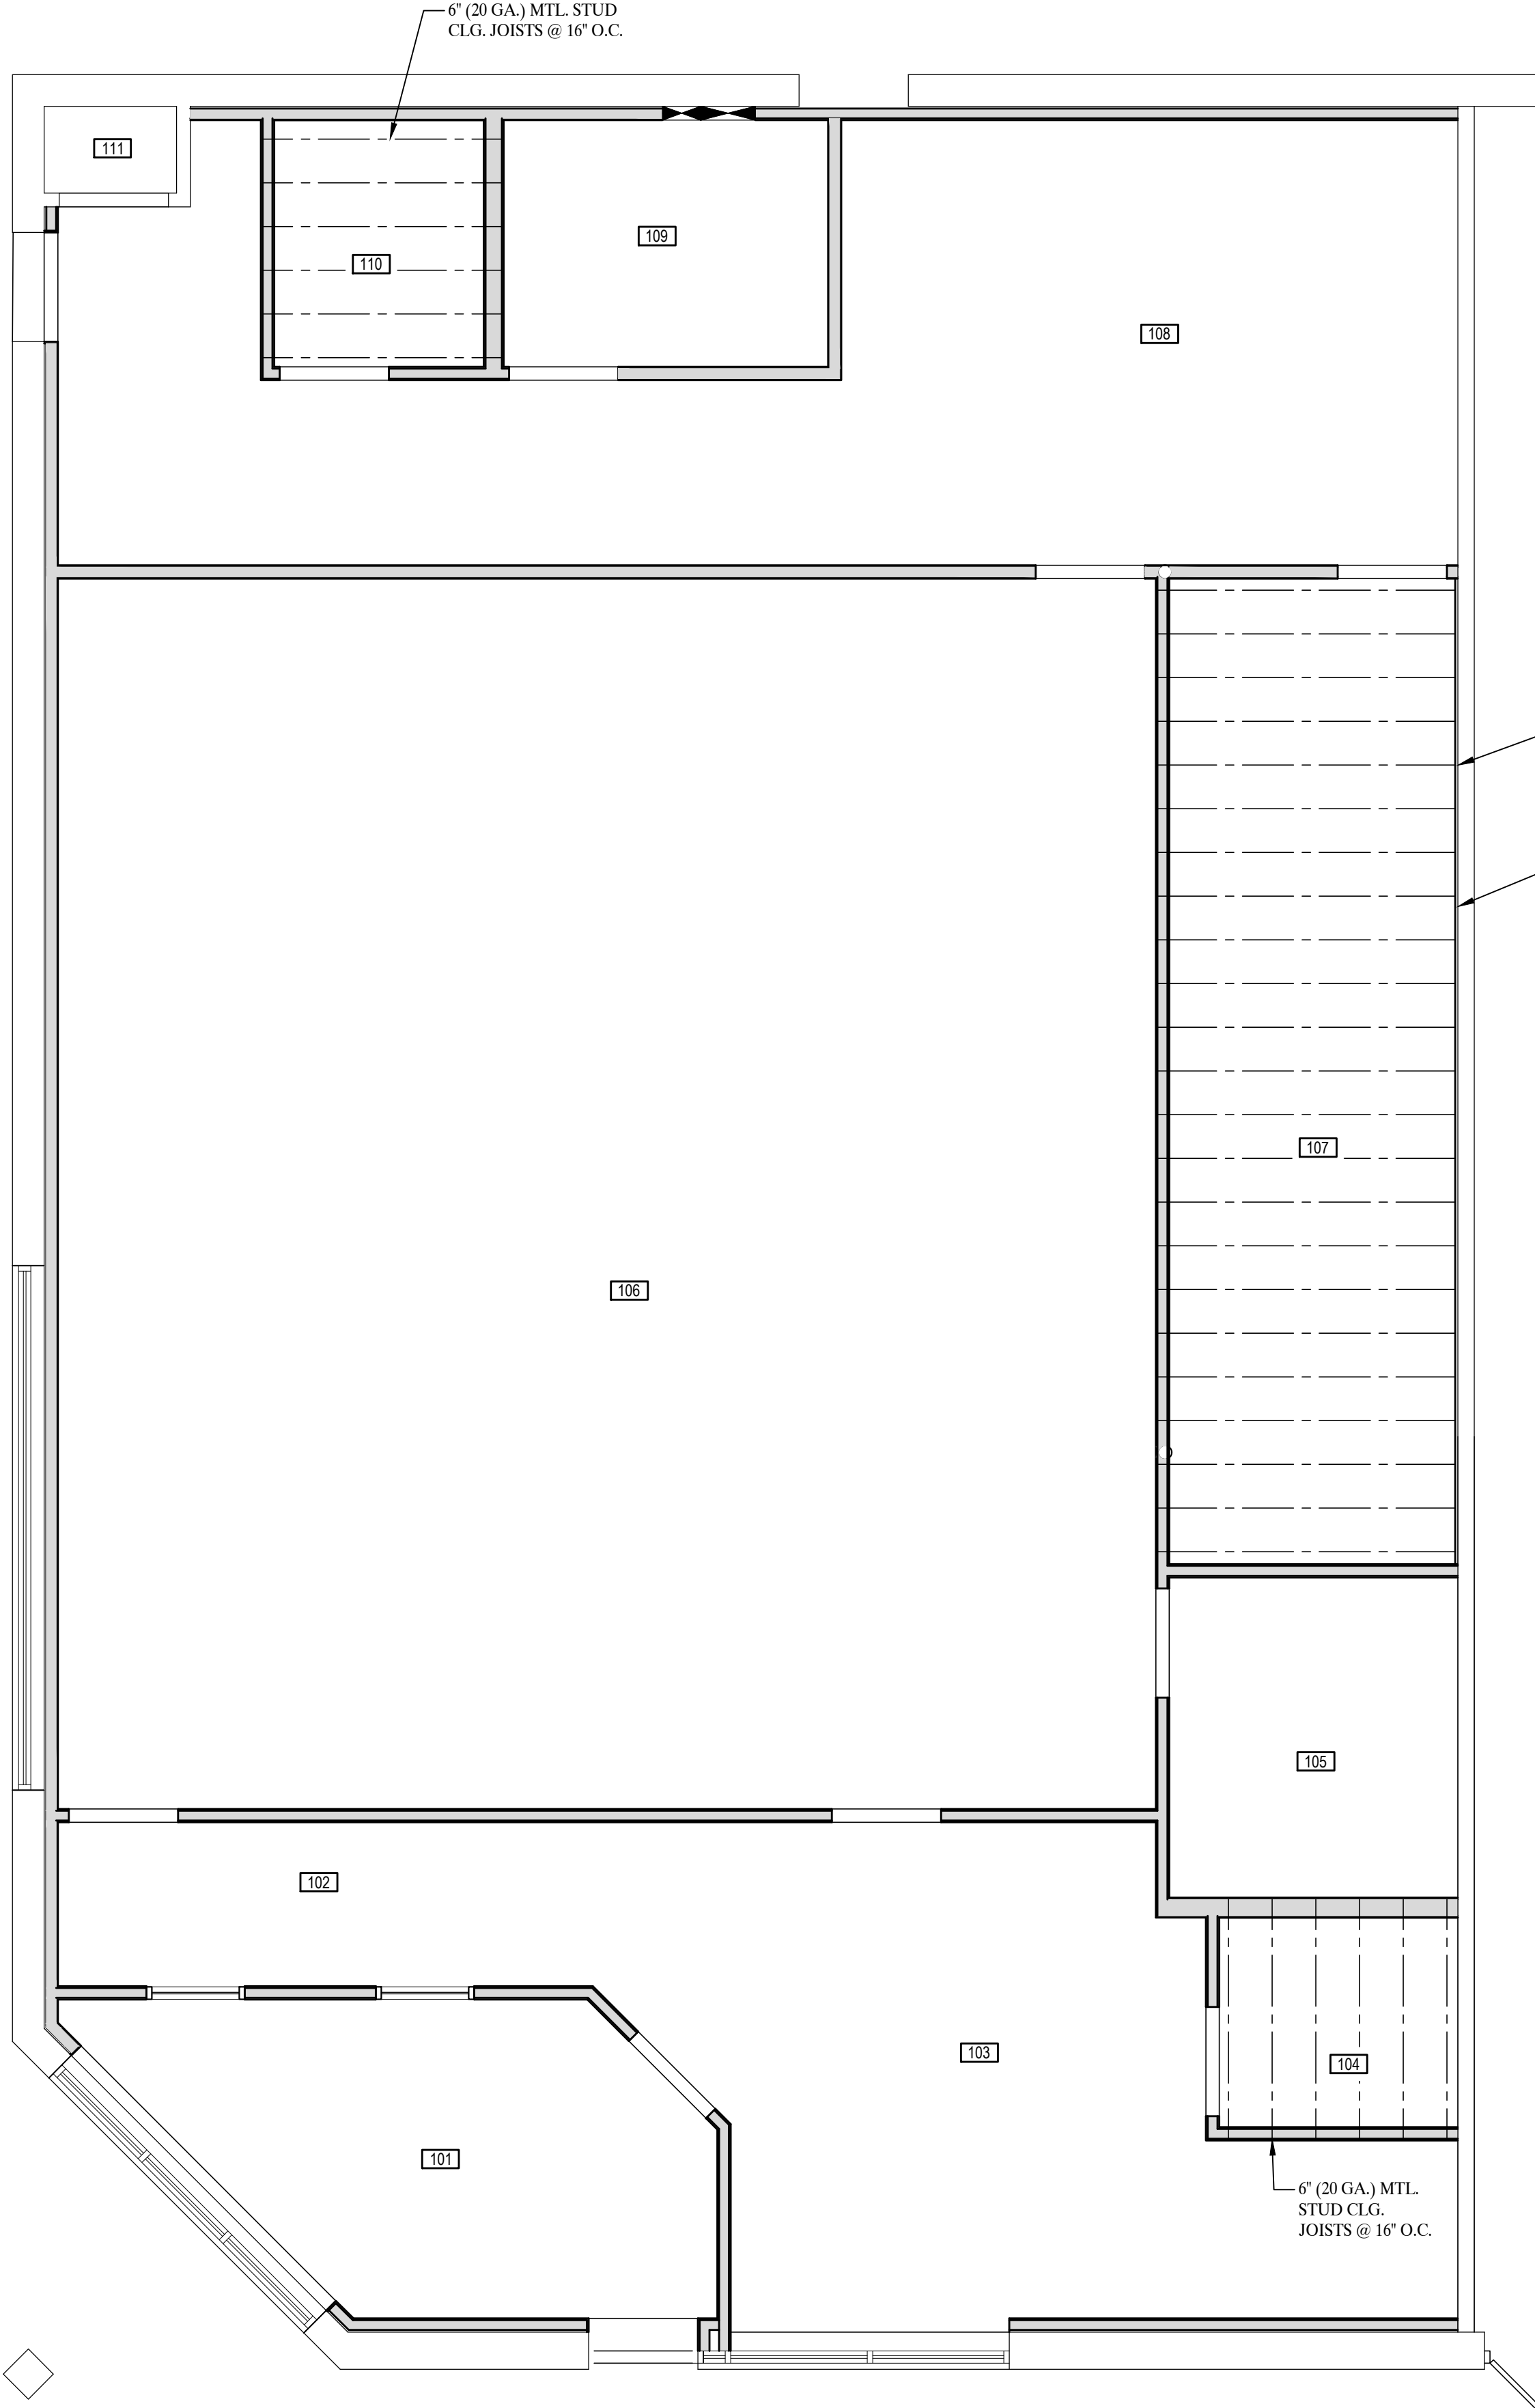 6" (20 GA.) MTL. STUD
CLG. JOISTS @ 16" O.C.
111
109
110
108
107
106
105
102
103
104
101
6" (20 GA.) MTL.
STUD CLG.
JOISTS @ 16" O.C.